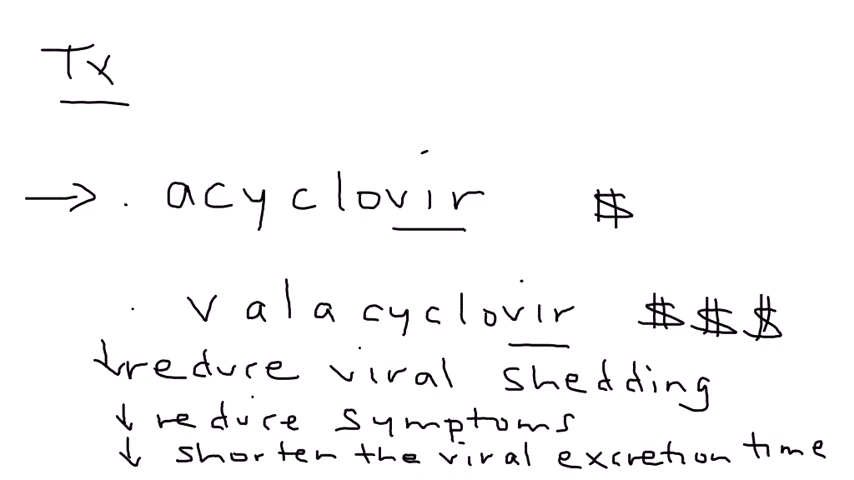 Tx
→ . acyclovir $
. valacyclovir $$$
↓reduce viral shedding
↓ reduce symptoms
↓ shorten the viral excretion time